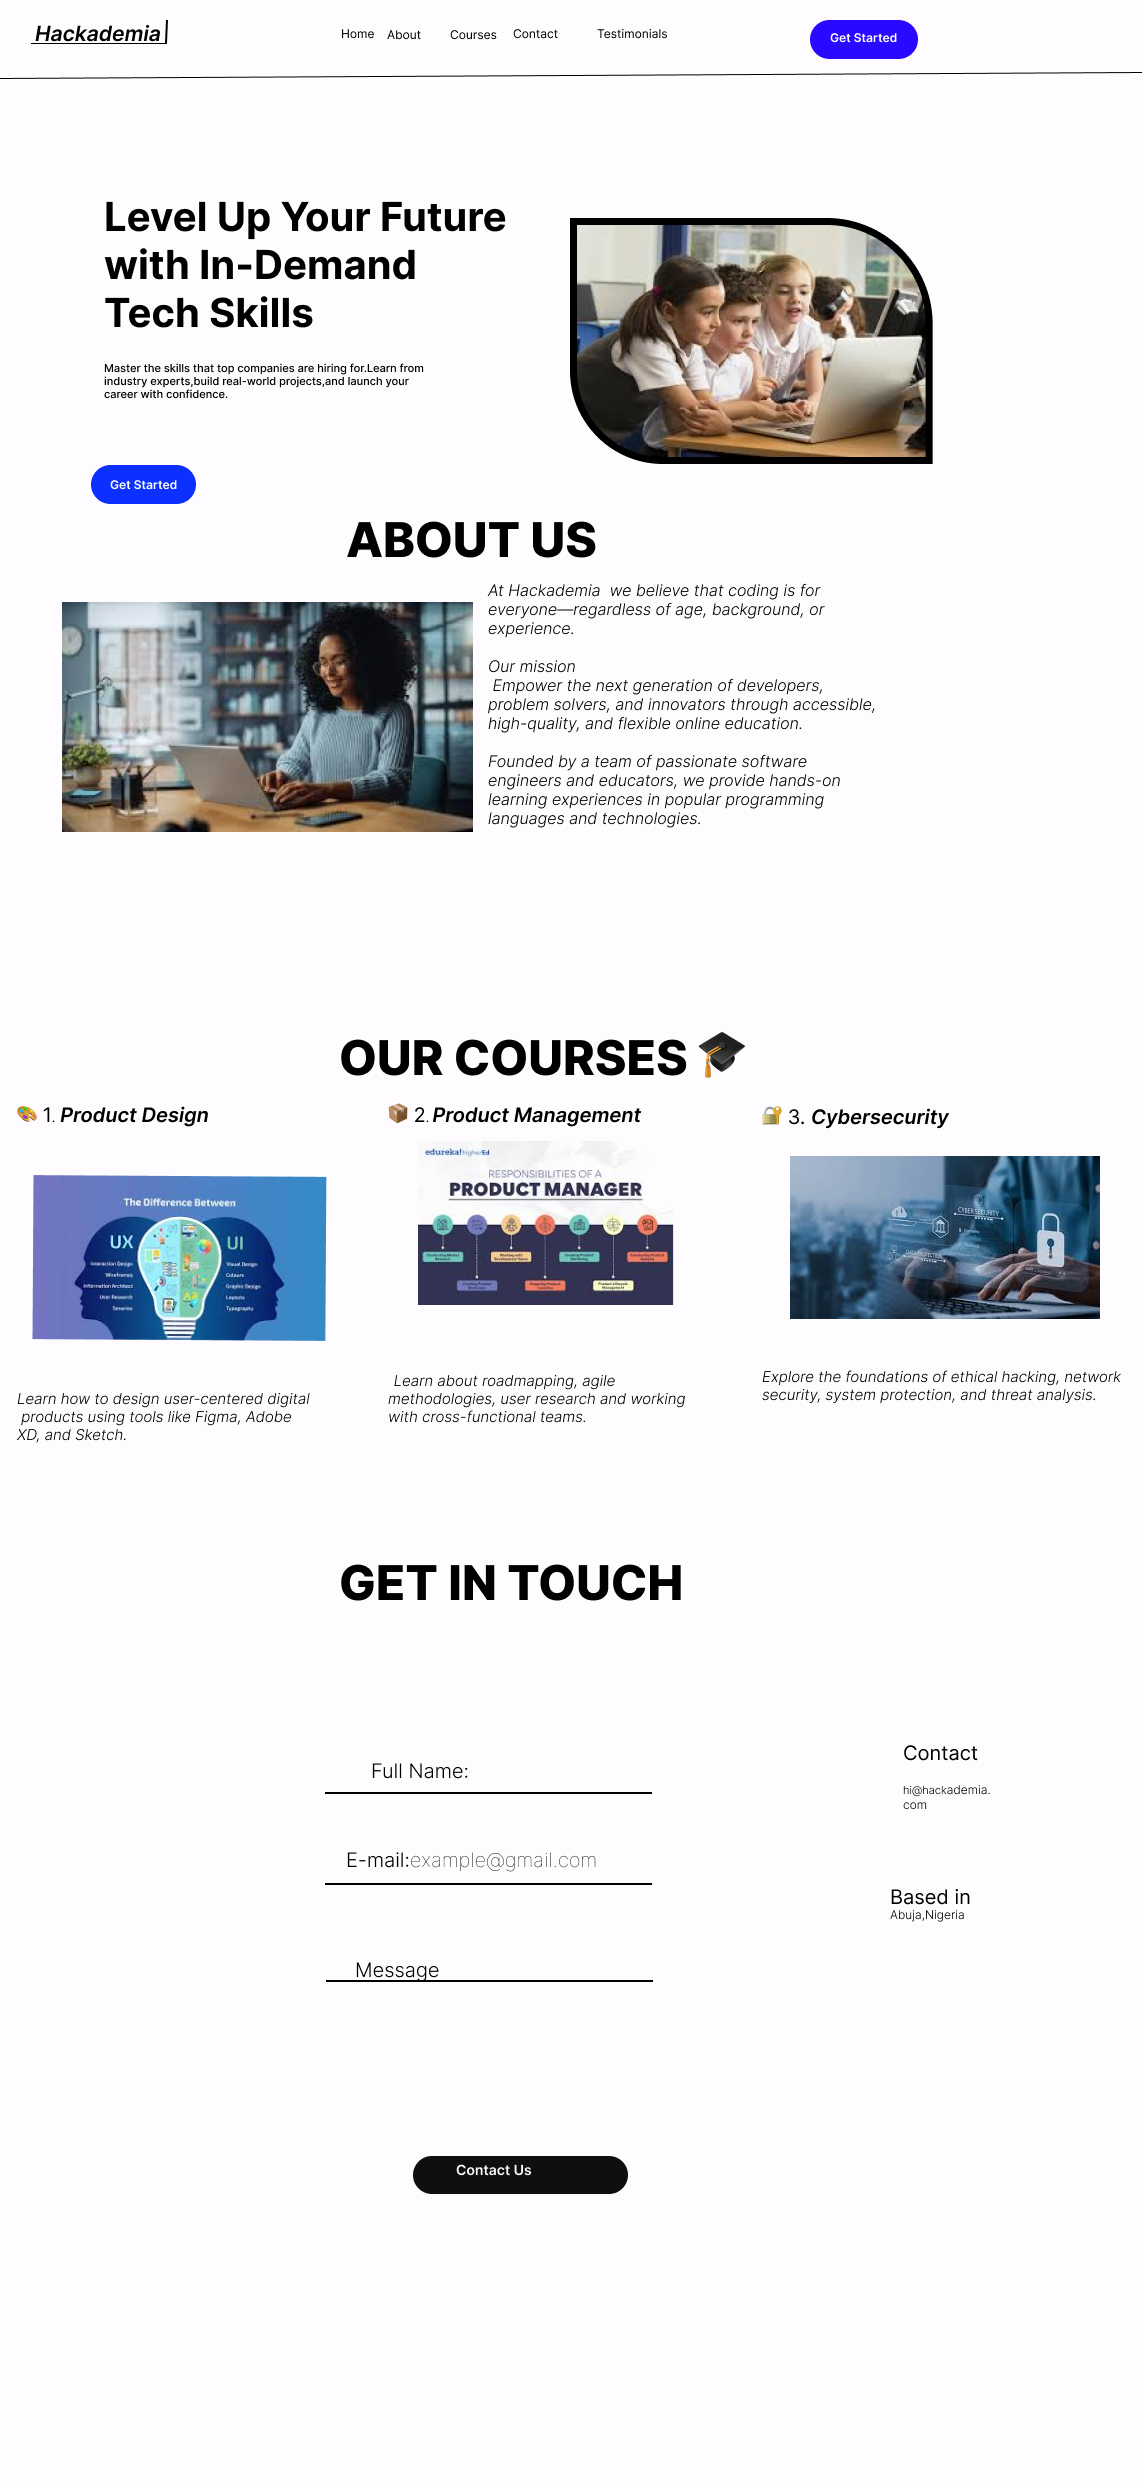 Hackademia
Home About Courses Contact Testimonials
Get Started
Level Up Your Future
with In-Demand
Tech Skills
Master the skills that top companies are hiring for.Learn from
industry experts,build real-world projects,and launch your
career with confidence.
Get Started
ABOUT US
At Hackademia  we believe that coding is for
everyone—regardless of age, background, or
experience.
Our mission
Empower the next generation of developers,
problem solvers, and innovators through accessible,
high-quality, and flexible online education.
Founded by a team of passionate software
engineers and educators, we provide hands-on
learning experiences in popular programming
languages and technologies.
OUR COURSES 🎓
🎨 1. Product Design
The Difference Between
UX
UI
Interaction Design
Wireframes
Information Architect
User Research
Visual Design
Colours
Graphic Design
Layouts
Typography
Learn how to design user-centered digital
products using tools like Figma, Adobe
XD, and Sketch.
📦 2. Product Management
edureka! higherEd
RESPONSIBILITIES OF A
PRODUCT MANAGER
Learn about roadmapping, agile
methodologies, user research and working
with cross-functional teams.
🔐 3. Cybersecurity
CYBER SECURITY
Explore the foundations of ethical hacking, network
security, system protection, and threat analysis.
GET IN TOUCH
Full Name:
E-mail:example@gmail.com
Message
Contact Us
Contact
hi@hackademia.
com
Based in
Abuja,Nigeria